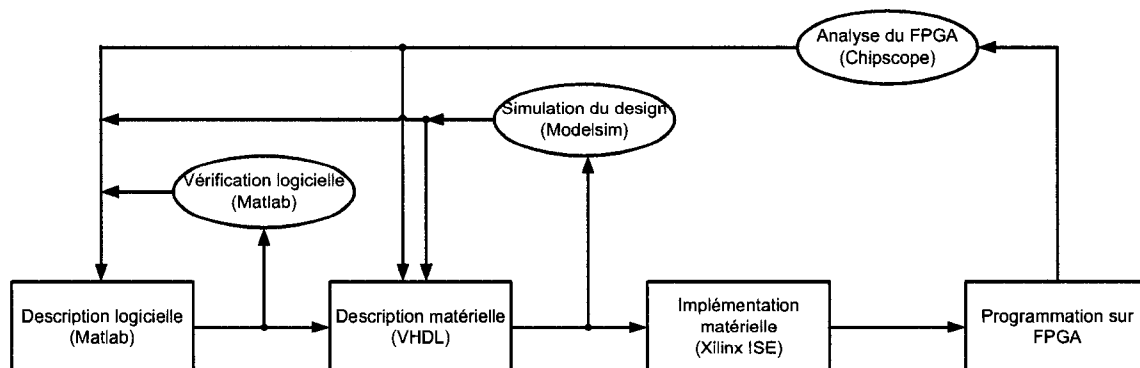 Analyse du FPGA
(Chipscope)
Simulation du design
(Modelsim)
Vérification logicielle
(Matlab)
Description logicielle
(Matlab)
Description matérielle
(VHDL)
Implémentation
matérielle
(Xilinx ISE)
Programmation sur
FPGA